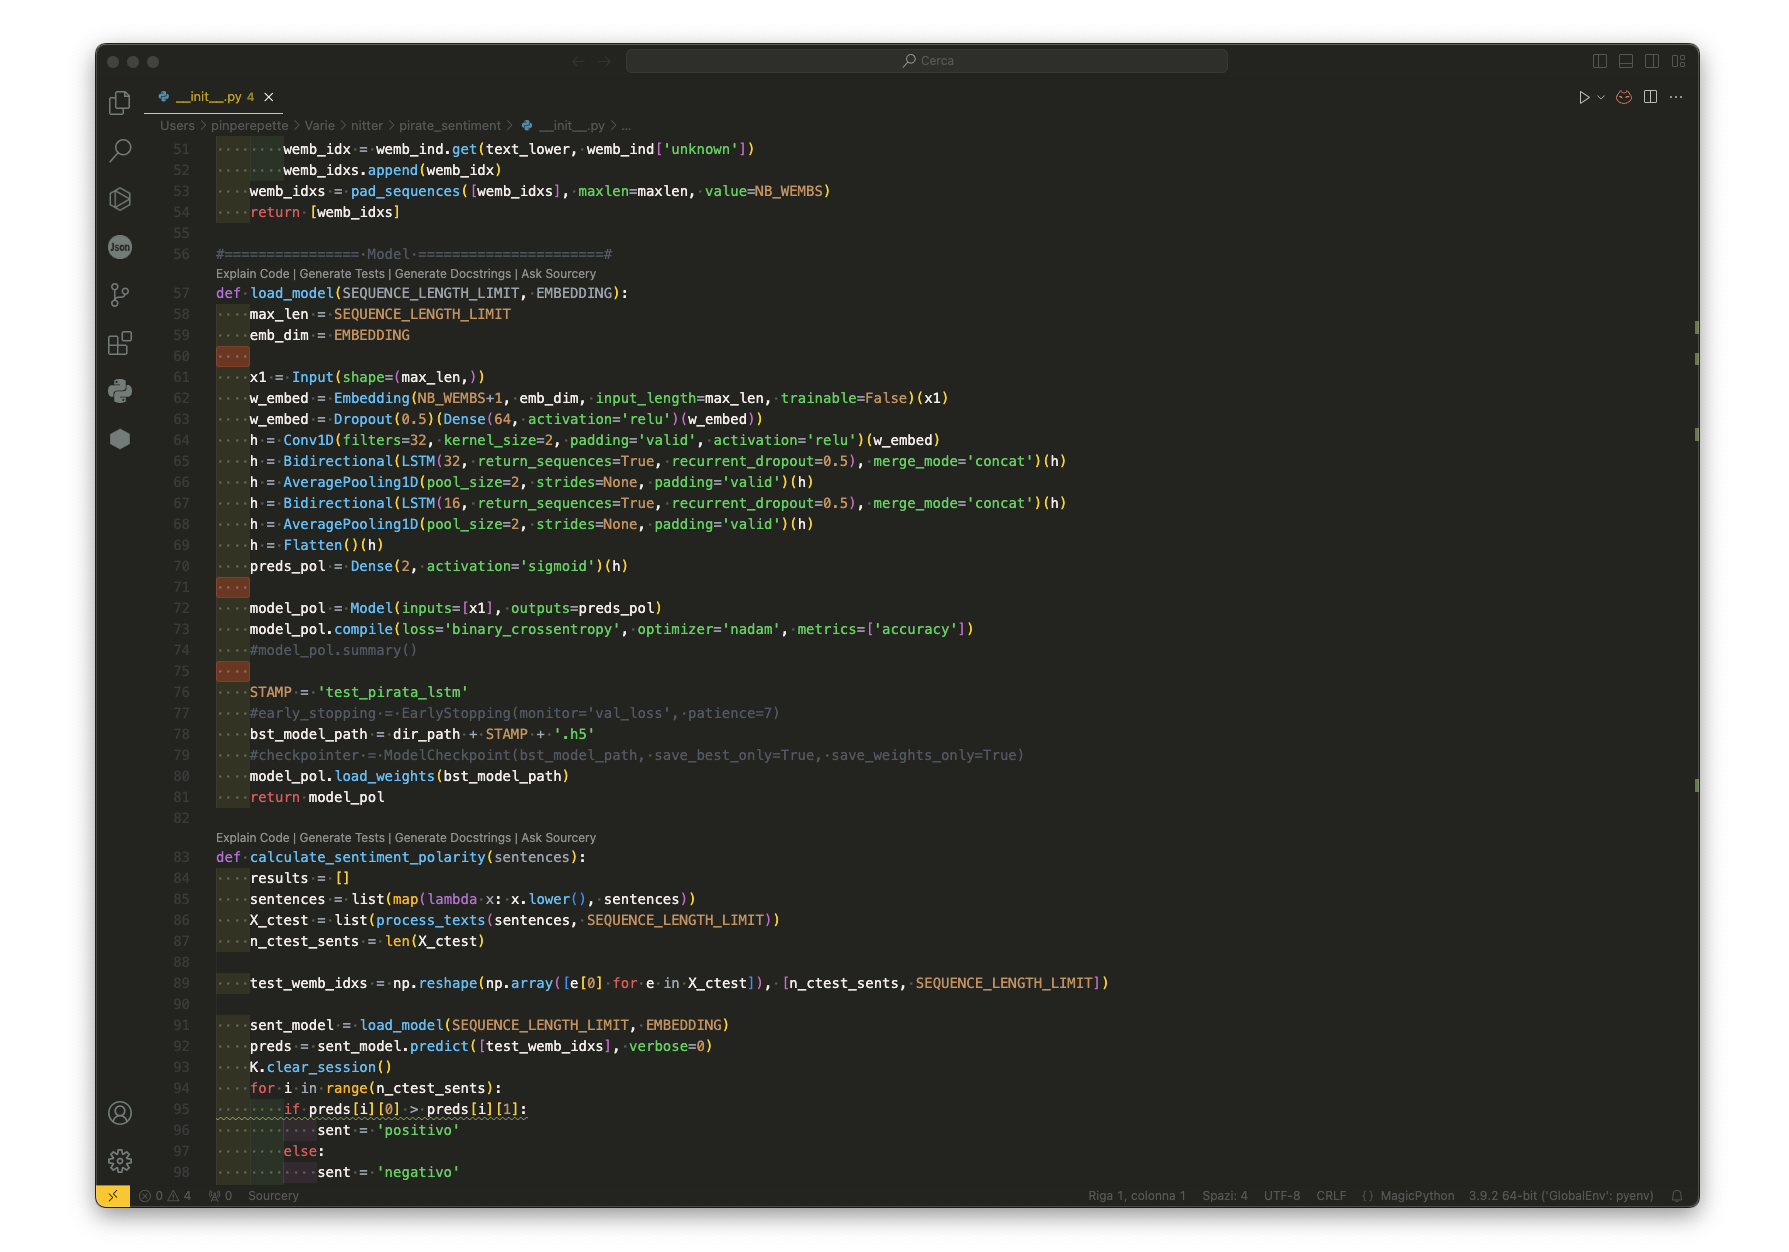 Cerca
__init__.py 4
Users > pinperepette > Varie > nitter > pirate_sentiment > __init__.py > ...
Json
51 wemb_idx = wemb_ind.get(text_lower, wemb_ind['unknown'])
52 wemb_idxs.append(wemb_idx)
53 wemb_idxs = pad_sequences([wemb_idxs], maxlen=maxlen, value=NB_WEMBS)
54 return [wemb_idxs]
55
56 #================ Model ======================#
Explain Code | Generate Tests | Generate Docstrings | Ask Sourcery
57 def load_model(SEQUENCE_LENGTH_LIMIT, EMBEDDING):
58 max_len = SEQUENCE_LENGTH_LIMIT
59 emb_dim = EMBEDDING
60
61 x1 = Input(shape=(max_len,))
62 w_embed = Embedding(NB_WEMBS+1, emb_dim, input_length=max_len, trainable=False)(x1)
63 w_embed = Dropout(0.5)(Dense(64, activation='relu')(w_embed))
64 h = Conv1D(filters=32, kernel_size=2, padding='valid', activation='relu')(w_embed)
65 h = Bidirectional(LSTM(32, return_sequences=True, recurrent_dropout=0.5), merge_mode='concat')(h)
66 h = AveragePooling1D(pool_size=2, strides=None, padding='valid')(h)
67 h = Bidirectional(LSTM(16, return_sequences=True, recurrent_dropout=0.5), merge_mode='concat')(h)
68 h = AveragePooling1D(pool_size=2, strides=None, padding='valid')(h)
69 h = Flatten()(h)
70 preds_pol = Dense(2, activation='sigmoid')(h)
71
72 model_pol = Model(inputs=[x1], outputs=preds_pol)
73 model_pol.compile(loss='binary_crossentropy', optimizer='nadam', metrics=['accuracy'])
74 #model_pol.summary()
75
76 STAMP = 'test_pirata_lstm'
77 #early_stopping = EarlyStopping(monitor='val_loss', patience=7)
78 bst_model_path = dir_path + STAMP + '.h5'
79 #checkpointer = ModelCheckpoint(bst_model_path, save_best_only=True, save_weights_only=True)
80 model_pol.load_weights(bst_model_path)
81 return model_pol
82
Explain Code | Generate Tests | Generate Docstrings | Ask Sourcery
83 def calculate_sentiment_polarity(sentences):
84 results = []
85 sentences = list(map(lambda x: x.lower(), sentences))
86 X_ctest = list(process_texts(sentences, SEQUENCE_LENGTH_LIMIT))
87 n_ctest_sents = len(X_ctest)
88
89 test_wemb_idxs = np.reshape(np.array([e[0] for e in X_ctest]), [n_ctest_sents, SEQUENCE_LENGTH_LIMIT])
90
91 sent_model = load_model(SEQUENCE_LENGTH_LIMIT, EMBEDDING)
92 preds = sent_model.predict([test_wemb_idxs], verbose=0)
93 K.clear_session()
94 for i in range(n_ctest_sents):
95 if preds[i][0] > preds[i][1]:
96 sent = 'positivo'
97 else:
98 sent = 'negativo'
0 4 0 Sourcery Riga 1, colonna 1 Spazi: 4 UTF-8 CRLF {} MagicPython 3.9.2 64-bit ('GlobalEnv': pyenv)